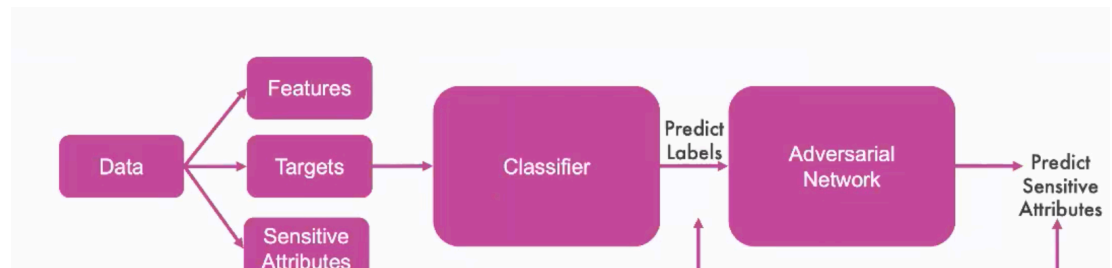 Features
Data
Targets
Sensitive
Attributes
Classifier
Predict
Labels
Adversarial
Network
Predict
Sensitive
Attributes